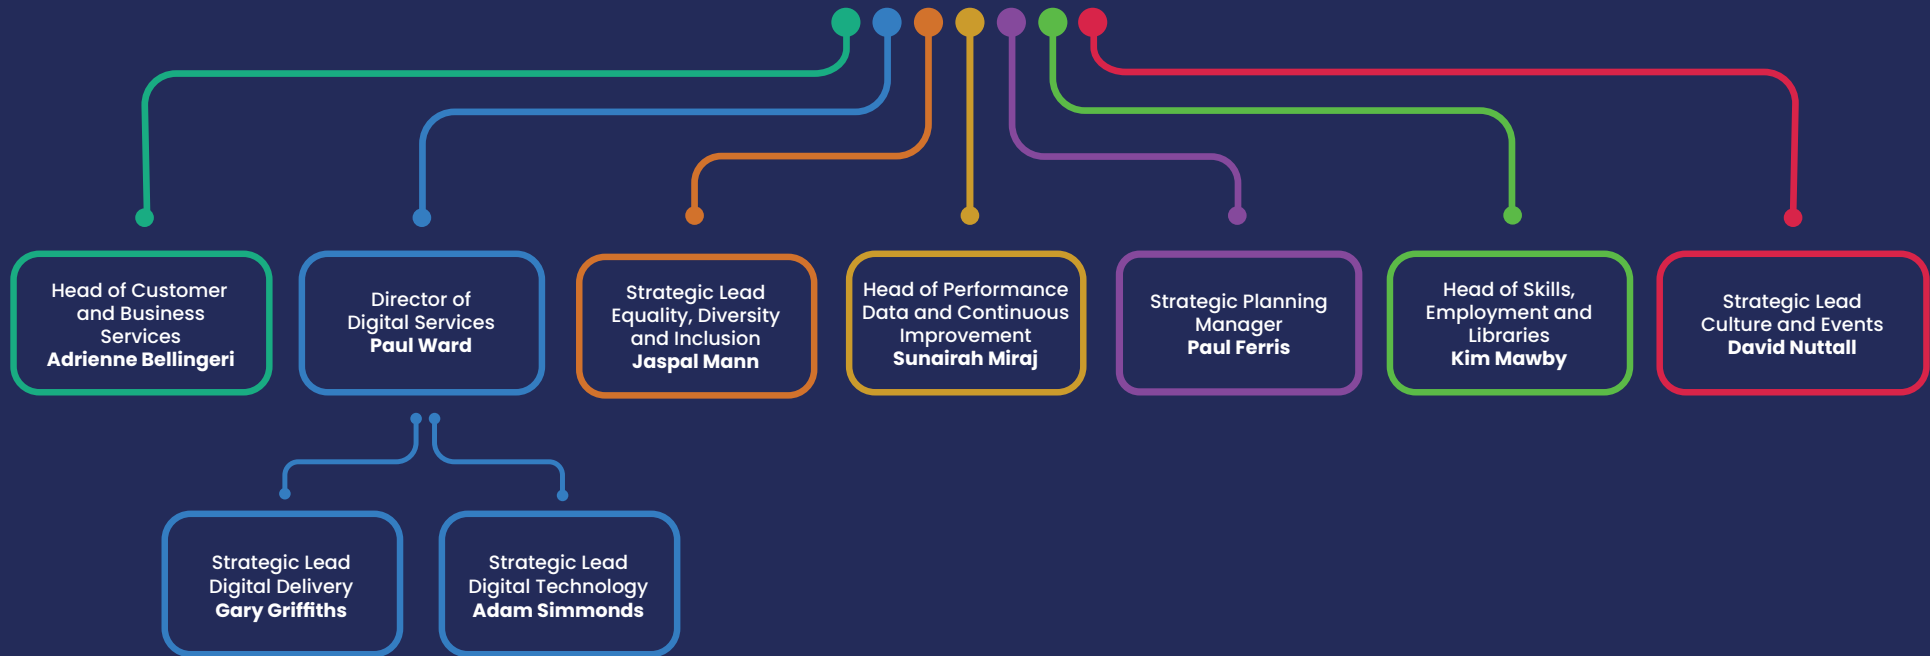 Head of Customer
and Business
Services
Adrienne Bellingeri
Director of
Digital Services
Paul Ward
Strategic Lead
Equality, Diversity
and Inclusion
Jaspal Mann
Head of Performance
Data and Continuous
Improvement
Sunairah Miraj
Strategic Planning
Manager
Paul Ferris
Head of Skills,
Employment and
Libraries
Kim Mawby
Strategic Lead
Culture and Events
David Nuttall
Strategic Lead
Digital Delivery
Gary Griffiths
Strategic Lead
Digital Technology
Adam Simmonds